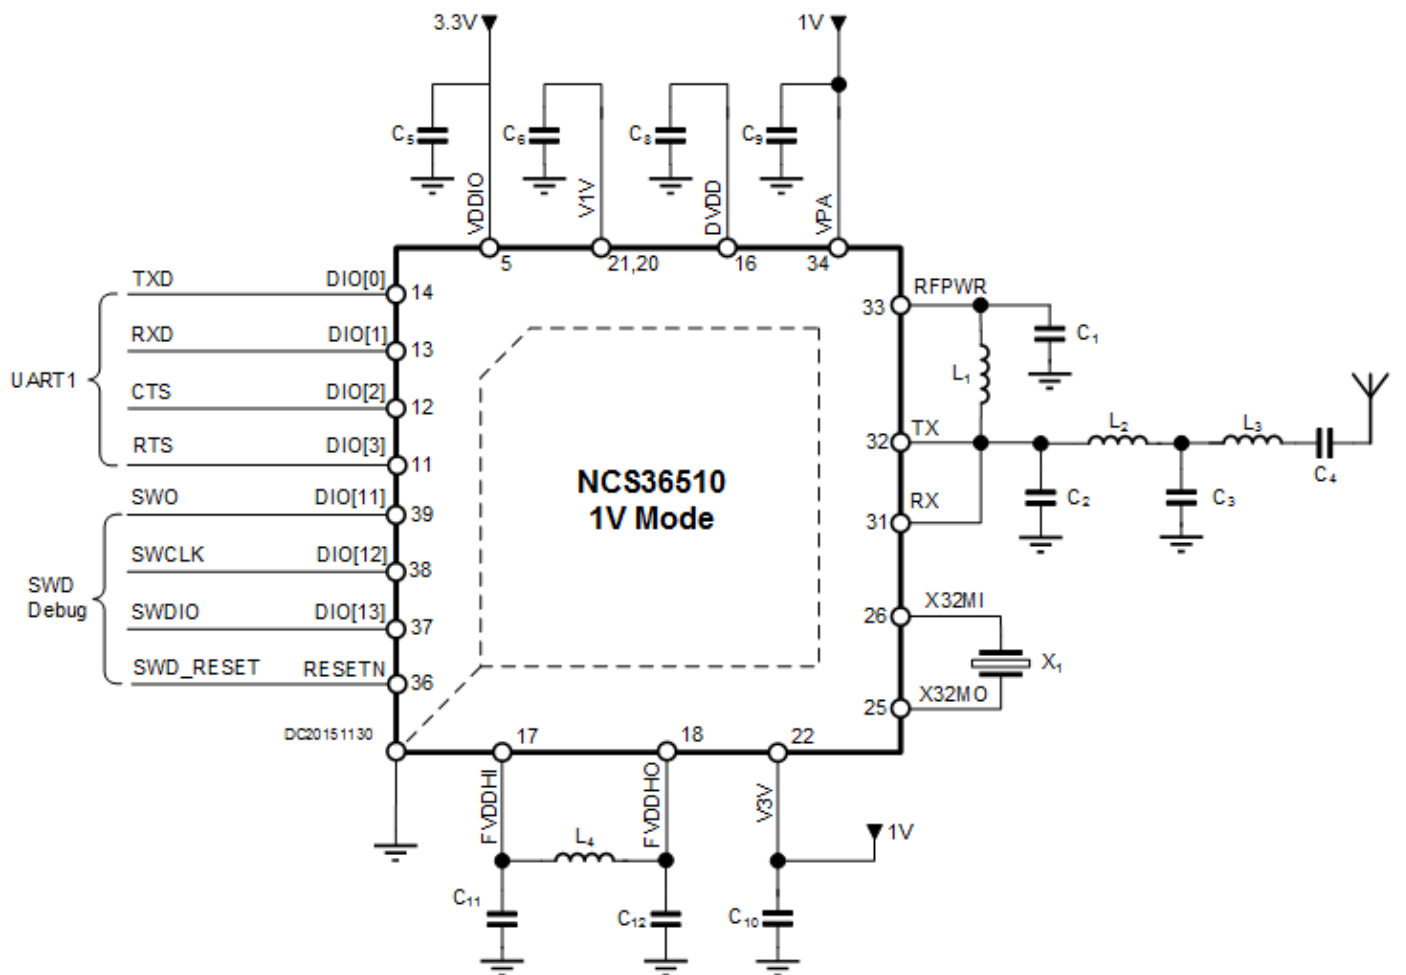 3.3V
1V
C5
C6
C8
C9
VDDIO
V1V
DVDD
VPA
5
21,20
16
34
TXD DIO[0] 14
RXD DIO[1] 13
UART1
CTS DIO[2] 12
RTS DIO[3] 11
SWO DIO[11] 39
SWCLK DIO[12] 38
SWD
Debug
SWDIO DIO[13] 37
SWD_RESET RESETN 36
DC20151130
NCS36510
1V Mode
33 RFPWR
C1
L1
32 TX
L2
L3
C4
31 RX
C2
C3
26 X32MI
X1
25 X32MO
17
18
22
FVDDHI
FVDDHO
V3V
L4
1V
C11
C12
C10